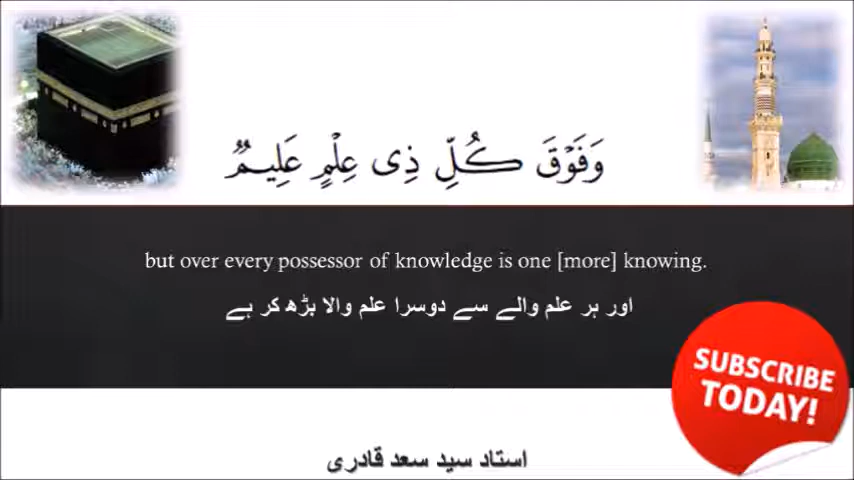 وَفَوْقَ كُلِّ ذِى عِلْمٍ عَلِيمٌ
but over every possessor of knowledge is one [more] knowing.
اور ہر علم والے سے دوسرا علم والا بڑھ کر ہے
SUBSCRIBE
TODAY!
استاد سید سعد قادری